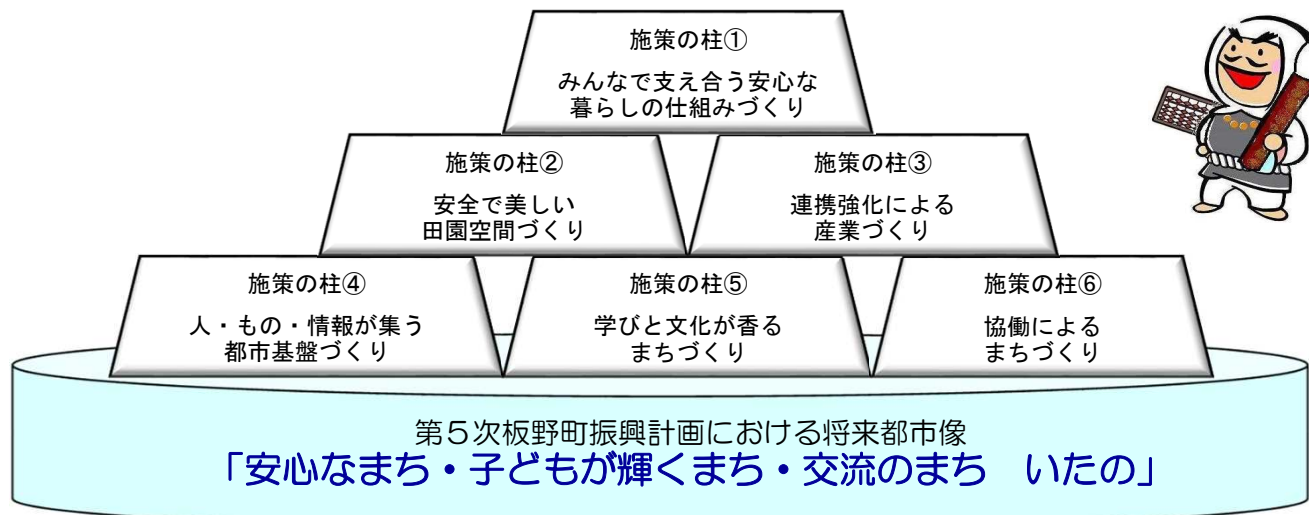 施策の柱①
みんなで支え合う安心な
暮らしの仕組みづくり
施策の柱②
安全で美しい
田園空間づくり
施策の柱③
連携強化による
産業づくり
施策の柱④
人・もの・情報が集う
都市基盤づくり
施策の柱⑤
学びと文化が香る
まちづくり
施策の柱⑥
協働による
まちづくり
第５次板野町振興計画における将来都市像
「安心なまち・子どもが輝くまち・交流のまち　いたの」